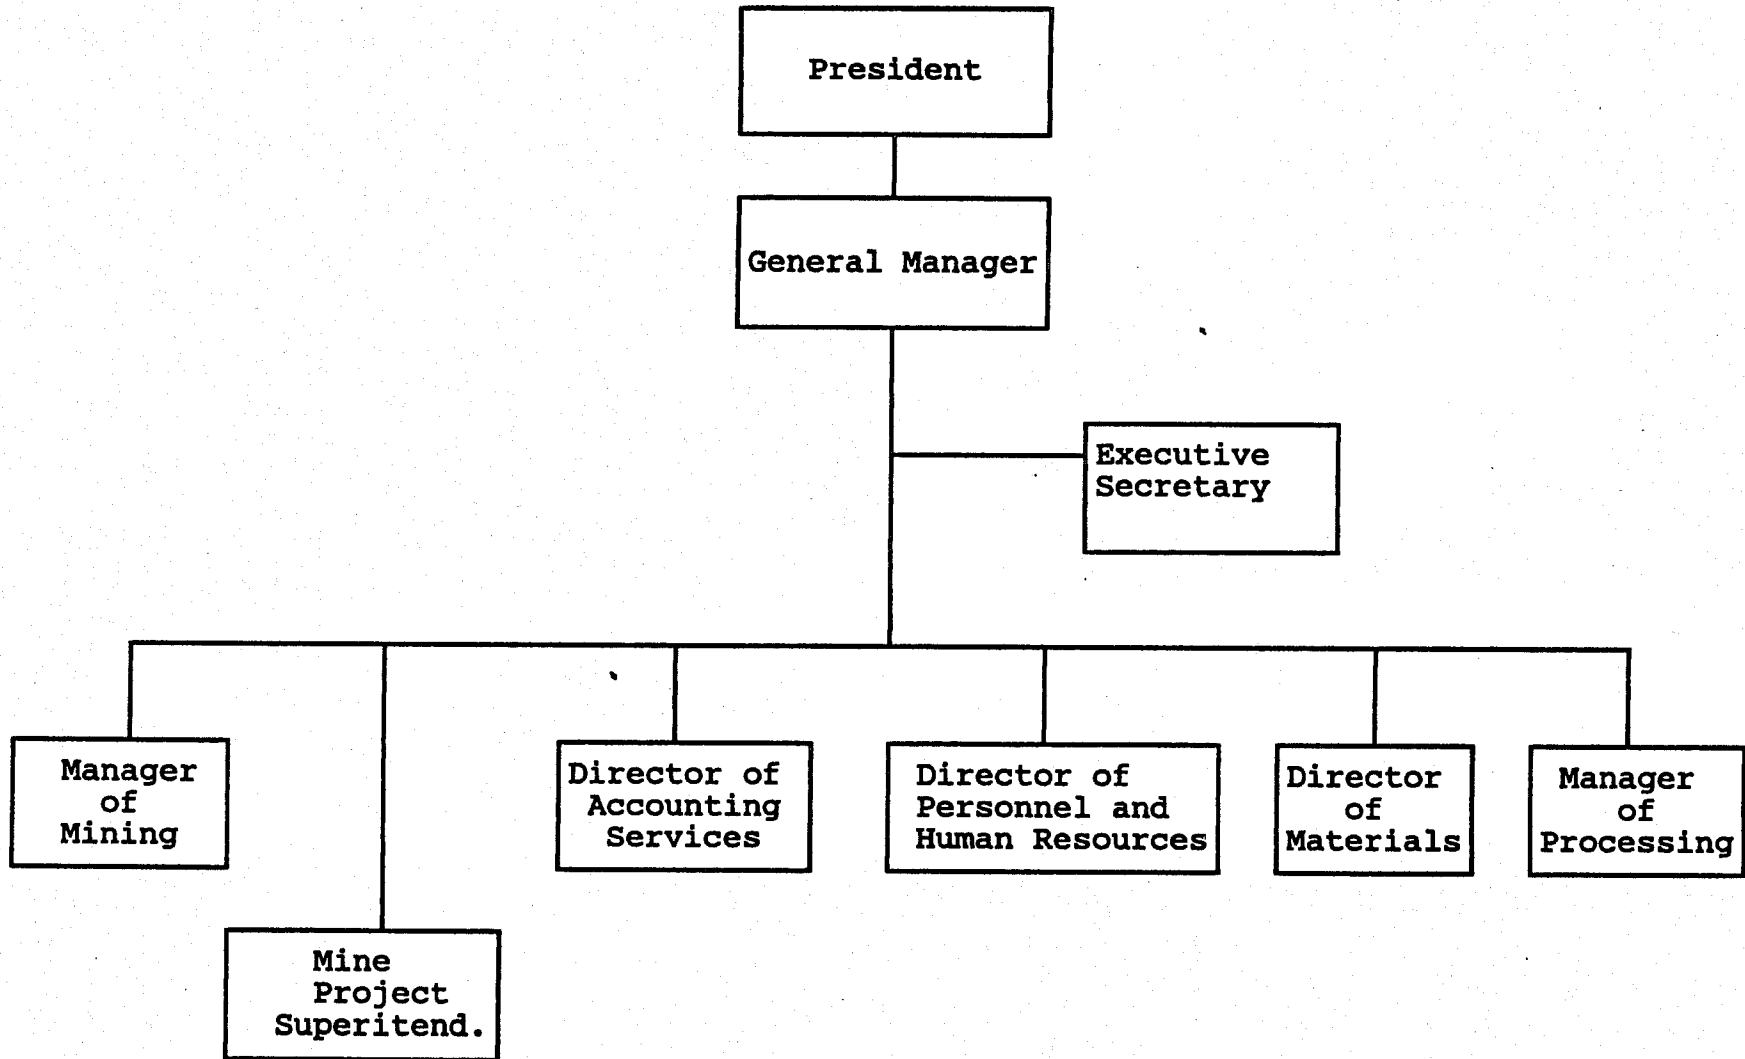 President
General Manager
Executive
Secretary
Manager
of
Mining
Director of
Accounting
Services
Director of
Personnel and
Human Resources
Director
of
Materials
Manager
of
Processing
Mine
Project
Superitend.